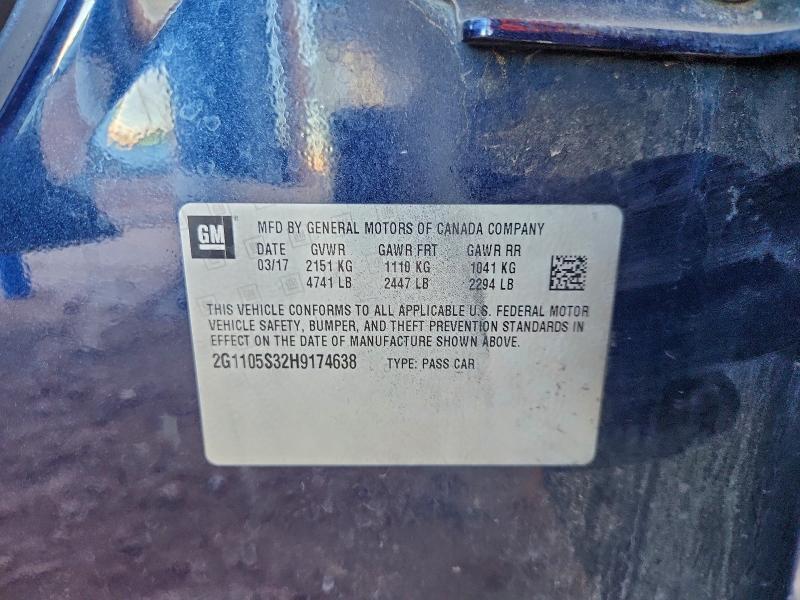 GM
MFD BY GENERAL MOTORS OF CANADA COMPANY
DATE GVWR GAWR FRT GAWR RR
03/17 2151 KG 1110 KG 1041 KG
4741 LB 2447 LB 2294 LB
THIS VEHICLE CONFORMS TO ALL APPLICABLE U.S. FEDERAL MOTOR
VEHICLE SAFETY, BUMPER, AND THEFT PREVENTION STANDARDS IN
EFFECT ON THE DATE OF MANUFACTURE SHOWN ABOVE.
2G1105S32H9174638 TYPE: PASS CAR